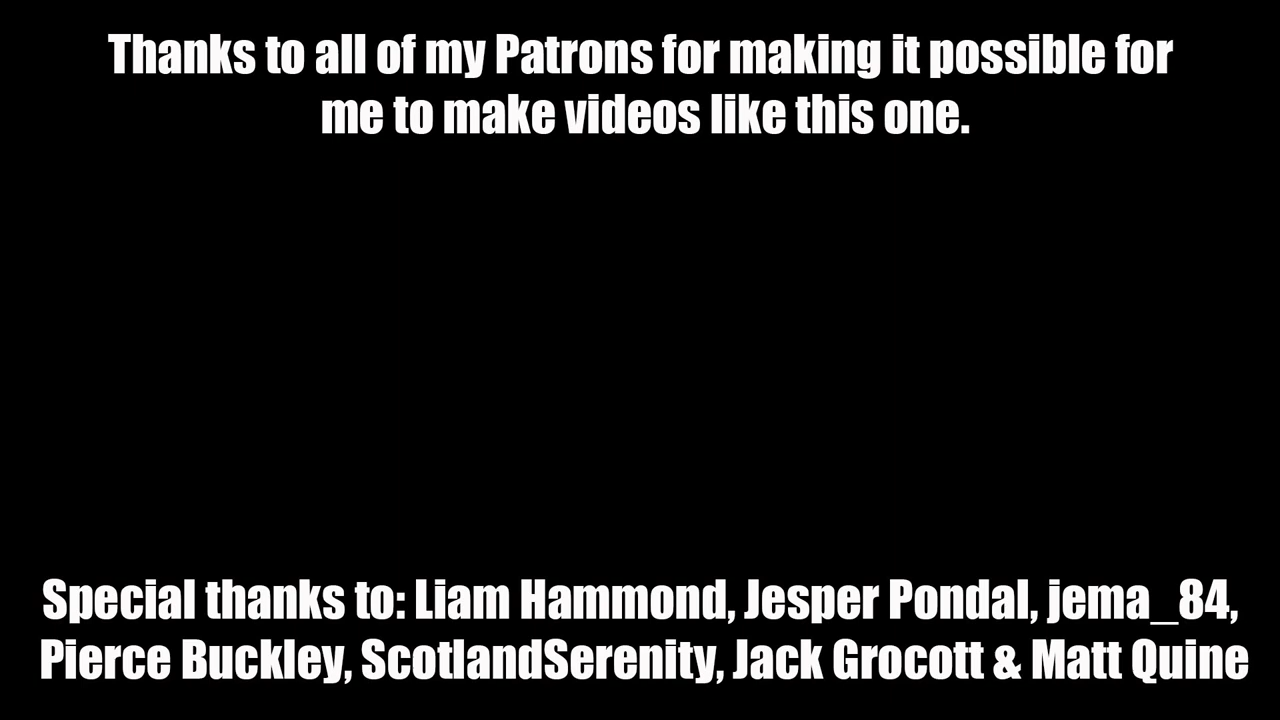 Thanks to all of my Patrons for making it possible for
me to make videos like this one.
Special thanks to: Liam Hammond, Jesper Pondal, jema_84,
Pierce Buckley, ScotlandSerenity, Jack Grocott & Matt Quine